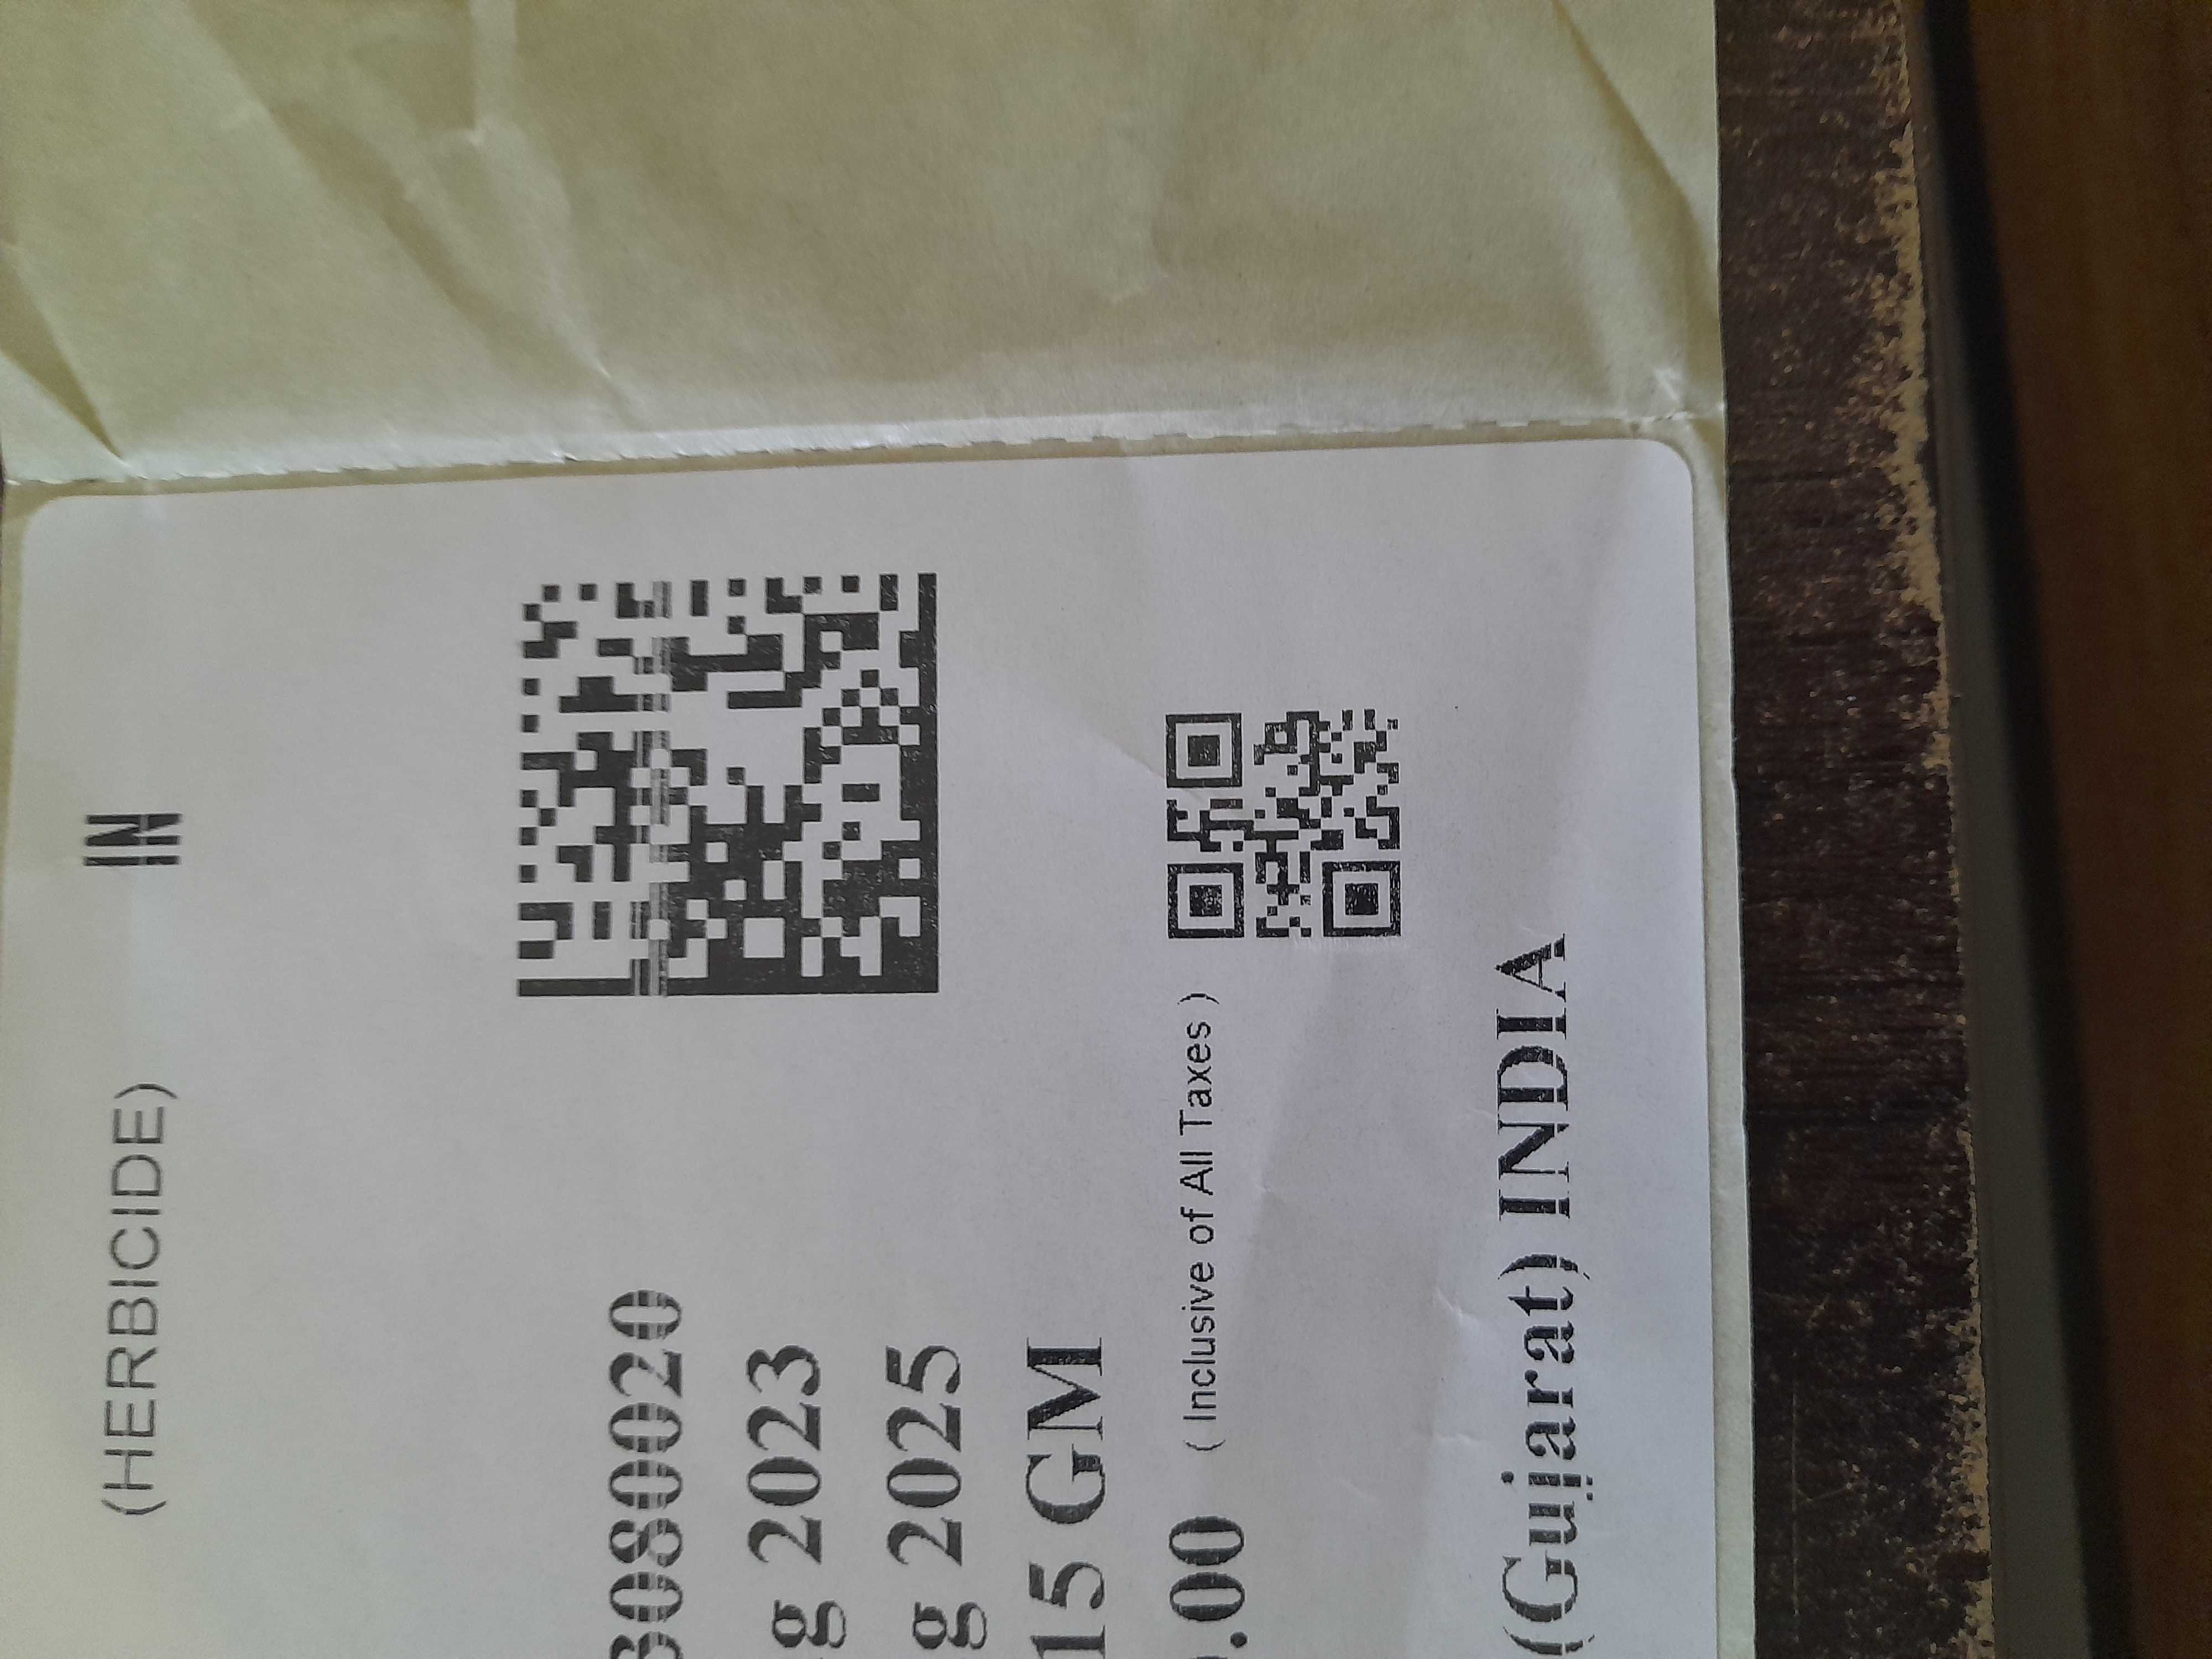 (HERBICIDE) IN
3080020
g 2023
g 2025
15 GM
.00 ( Inclusive of All Taxes )
(Gujarat) INDIA